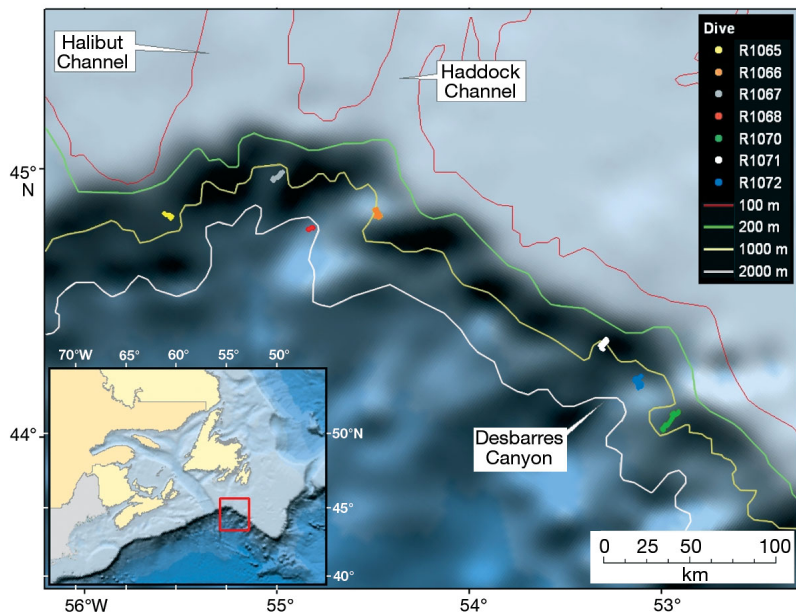 Halibut
Channel
Haddock
Channel
Dive
R1065
R1066
R1067
R1068
R1070
R1071
R1072
100 m
200 m
1000 m
2000 m
45°
N
44°
70°W 65° 60° 55° 50°
50°N
45°
40°
Desbarres
Canyon
0 25 50 100
km
56°W 55° 54° 53°